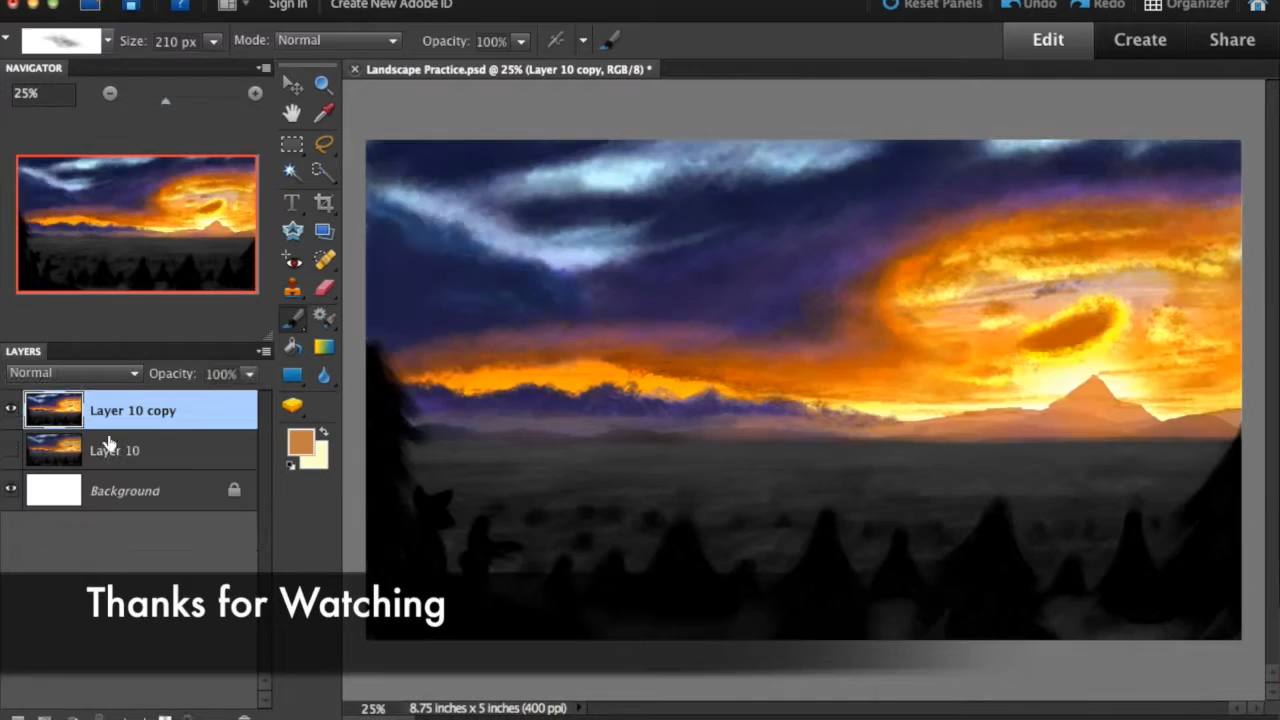 Sign In
Create New Adobe ID
Reset Panels
Undo
Redo
Organizer
Size: 210 px
Mode: Normal
Opacity: 100%
Edit
Create
Share
NAVIGATOR
25%
Landscape Practice.psd @ 25% (Layer 10 copy, RGB/8) *
LAYERS
Normal
Opacity: 100%
Layer 10 copy
Layer 10
Background
Thanks for Watching
25%
8.75 inches x 5 inches (400 ppi)